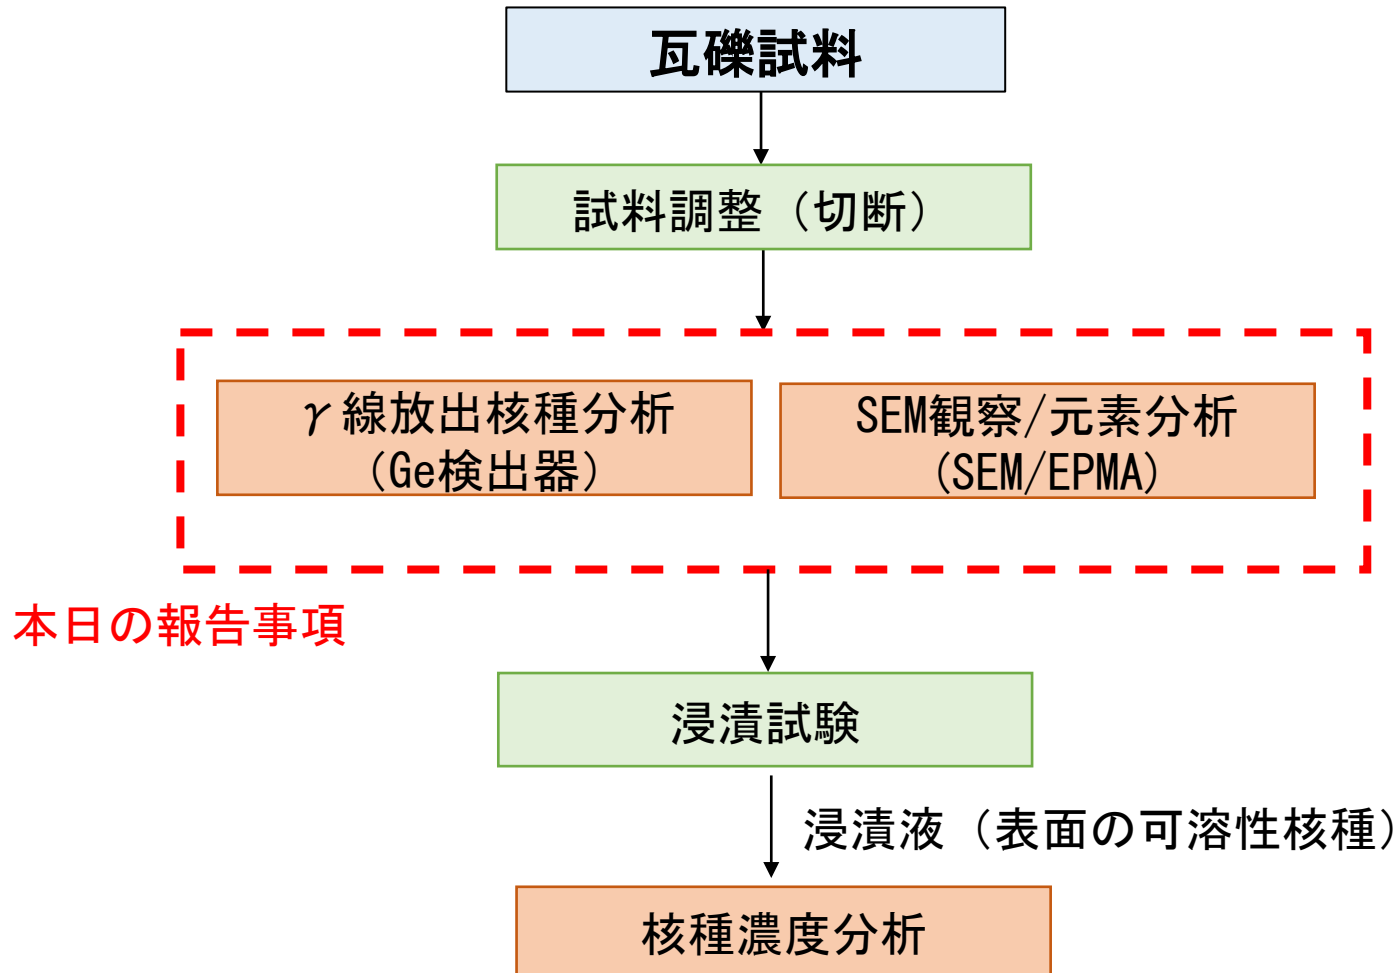 瓦礫試料
試料調整（切断）
γ線放出核種分析
（Ge検出器）
SEM観察/元素分析
（SEM/EPMA）
本日の報告事項
浸漬試験
浸漬液（表面の可溶性核種）
核種濃度分析